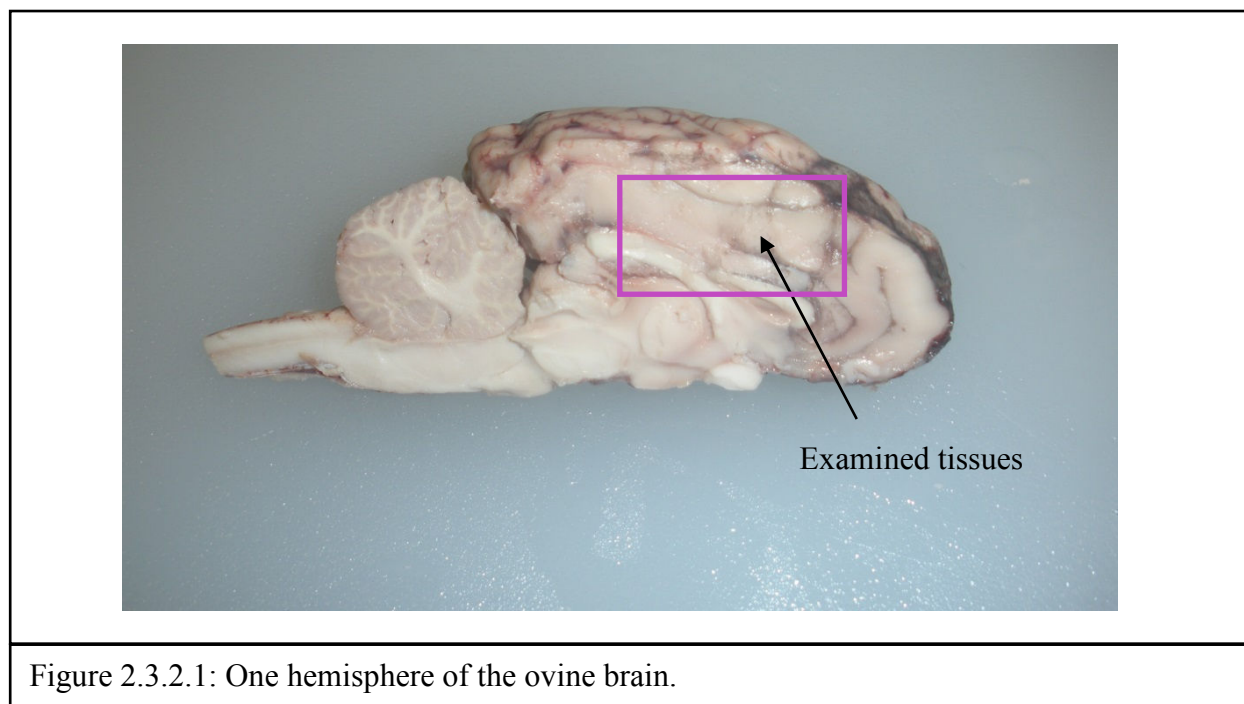 Examined tissues
Figure 2.3.2.1: One hemisphere of the ovine brain.